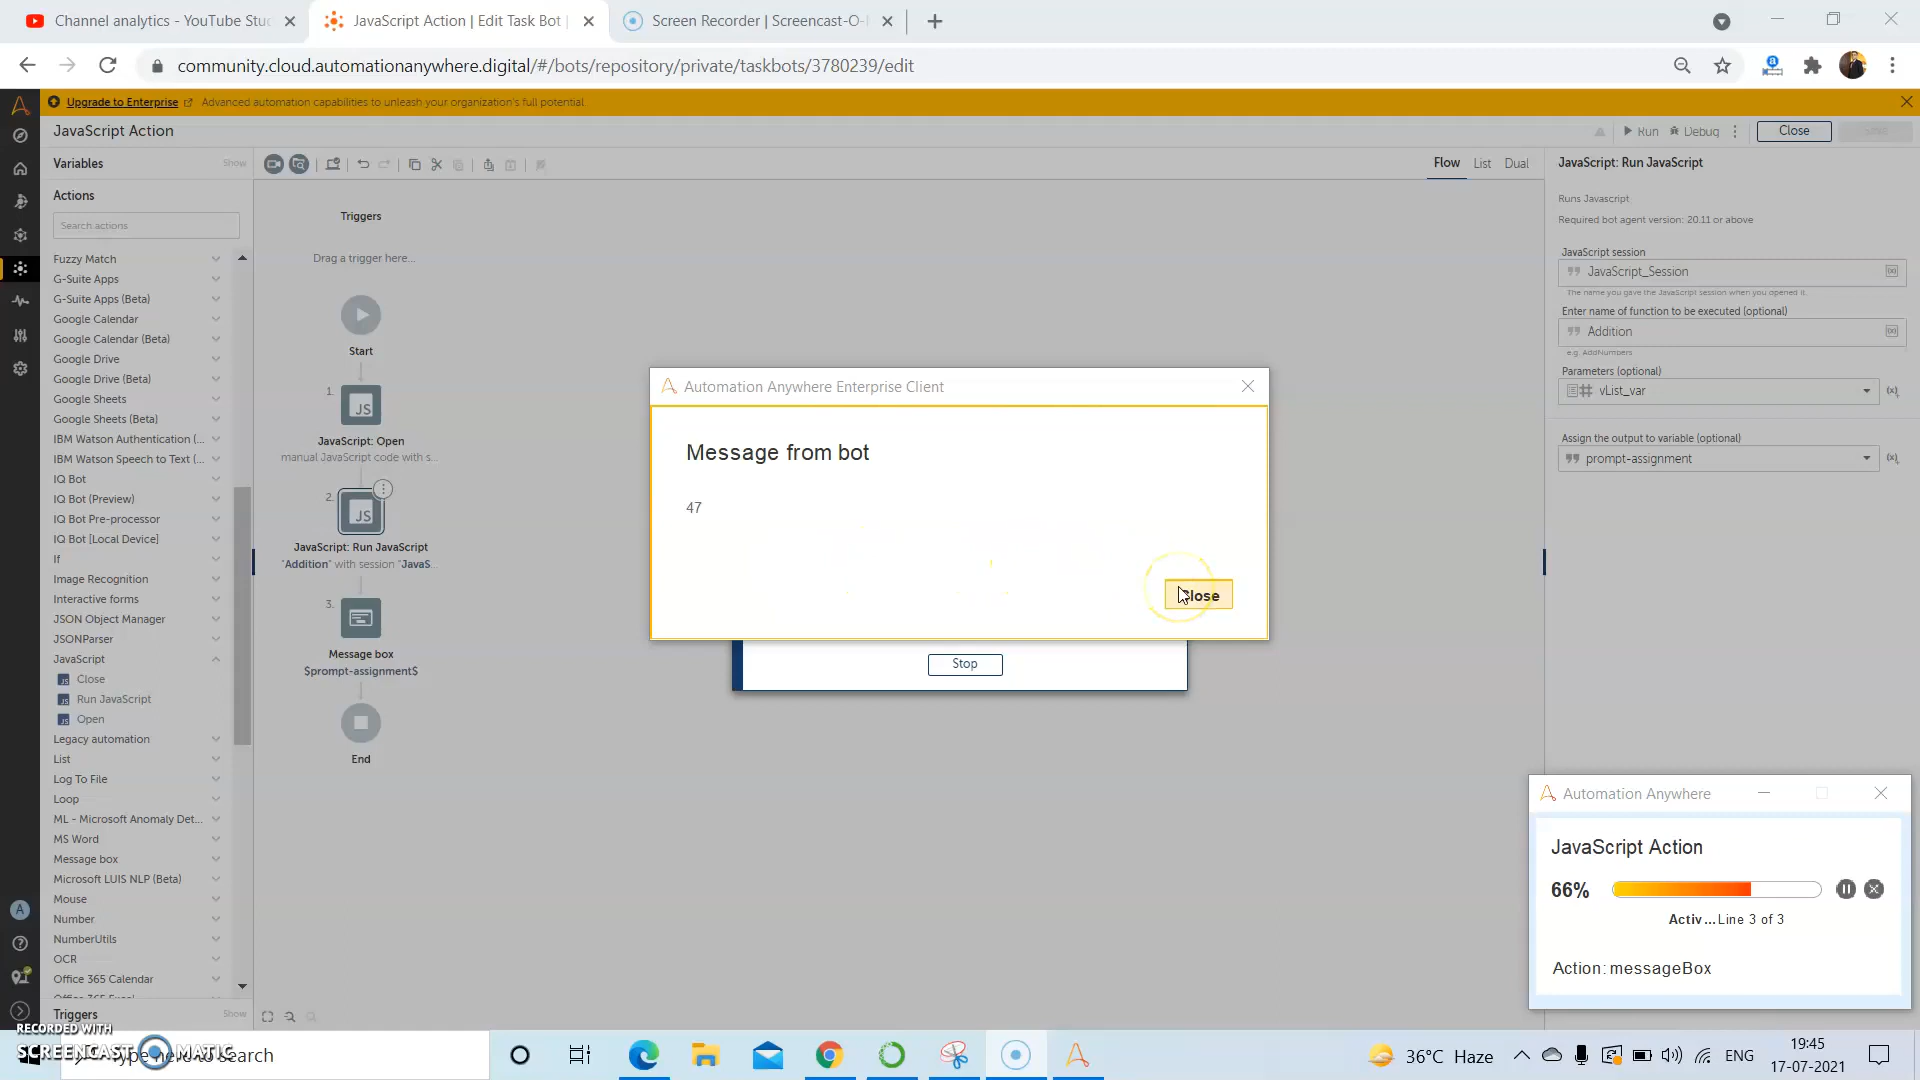 Channel analytics - YouTube Stu
JavaScript Action | Edit Task Bot |
Screen Recorder | Screencast-O-
community.cloud.automationanywhere.digital/#/bots/repository/private/taskbots/3780239/edit
Upgrade to Enterprise
Advanced automation capabilities to unleash your organization's full potential
JavaScript Action
Run
Debug
Close
Variables
Show
Flow
List
Dual
JavaScript: Run JavaScript
Actions
Search actions
Fuzzy Match
G-Suite Apps
G-Suite Apps (Beta)
Google Calendar
Google Calendar (Beta)
Google Drive
Google Drive (Beta)
Google Sheets
Google Sheets (Beta)
IBM Watson Authentication (...
IBM Watson Speech to Text (...
IQ Bot
IQ Bot (Preview)
IQ Bot Pre-processor
IQ Bot [Local Device]
If
Image Recognition
Interactive forms
JSON Object Manager
JSONParser
JavaScript
Close
Run JavaScript
Open
Legacy automation
List
Log To File
Loop
ML - Microsoft Anomaly Det...
MS Word
Message box
Microsoft LUIS NLP (Beta)
Mouse
Number
NumberUtils
OCR
Office 365 Calendar
Office 365 Excel
Triggers
Show
Triggers
Drag a trigger here...
Start
1.
JavaScript: Open
manual JavaScript code with s...
2.
JavaScript: Run JavaScript
"Addition" with session "JavaS...
3.
Message box
$prompt-assignment$
End
Automation Anywhere Enterprise Client
Message from bot
47
Close
Stop
Runs Javascript
Required bot agent version: 20.11 or above
JavaScript session
JavaScript_Session
The name you gave the JavaScript session when you opened it.
Enter name of function to be executed (optional)
Addition
e.g. AddNumbers
Parameters (optional)
vList_var
Assign the output to variable (optional)
prompt-assignment
Automation Anywhere
JavaScript Action
66%
Activ...Line 3 of 3
Action: messageBox
A
RECORDED WITH
SCREENCAST MATIC
Type here to search
36°C Haze
ENG
19:45
17-07-2021